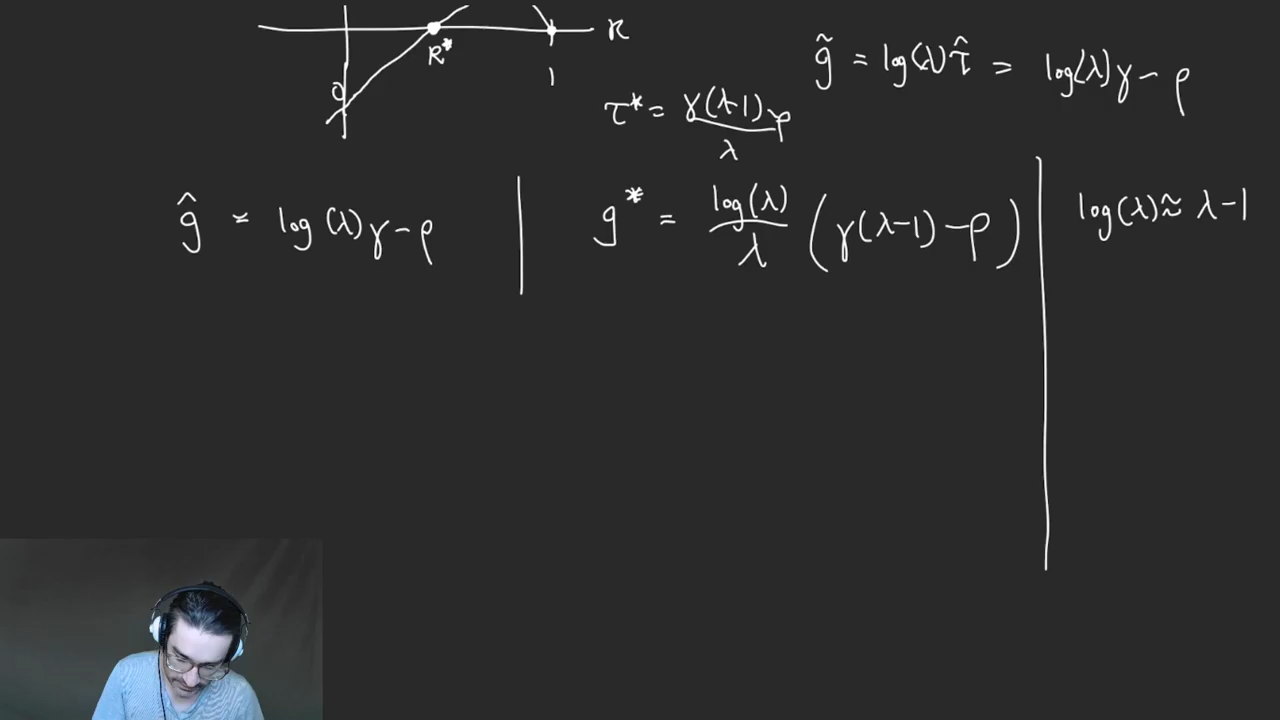 R
R*
0
1
g̃ = log(λ)τ̂ = log(λ)γ − ρ
τ* = γ(λ-1)-ρ / λ
ĝ = log(λ)γ − ρ
g* = log(λ)/λ (γ(λ−1) − ρ)
log(λ) ≈ λ − 1